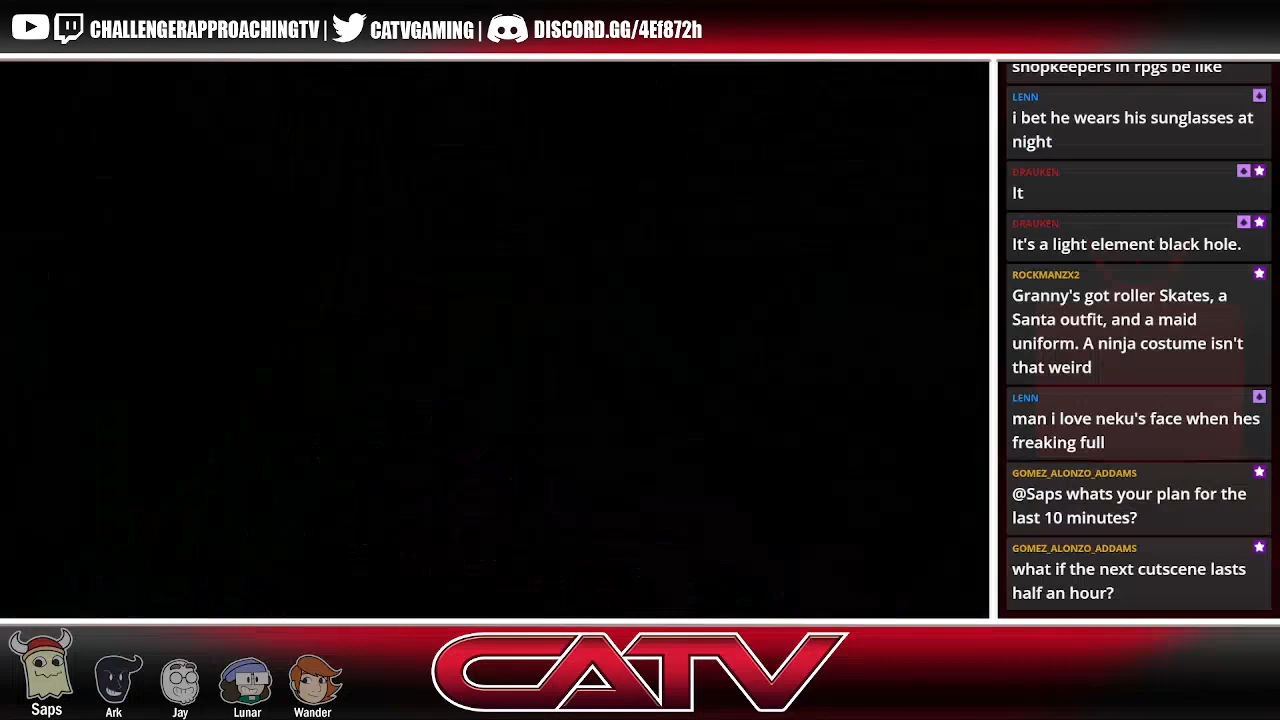 CHALLENGERAPPROACHINGTV | CATVGAMING | DISCORD.GG/4Ef872h
shopkeepers in rpgs be like
LENN
i bet he wears his sunglasses at
night
DRAUKEN
It
DRAUKEN
It's a light element black hole.
ROCKMANZX2
Granny's got roller Skates, a
Santa outfit, and a maid
uniform. A ninja costume isn't
that weird
LENN
man i love neku's face when hes
freaking full
GOMEZ_ALONZO_ADDAMS
@Saps whats your plan for the
last 10 minutes?
GOMEZ_ALONZO_ADDAMS
what if the next cutscene lasts
half an hour?
CATV
Saps Ark Jay Lunar Wander